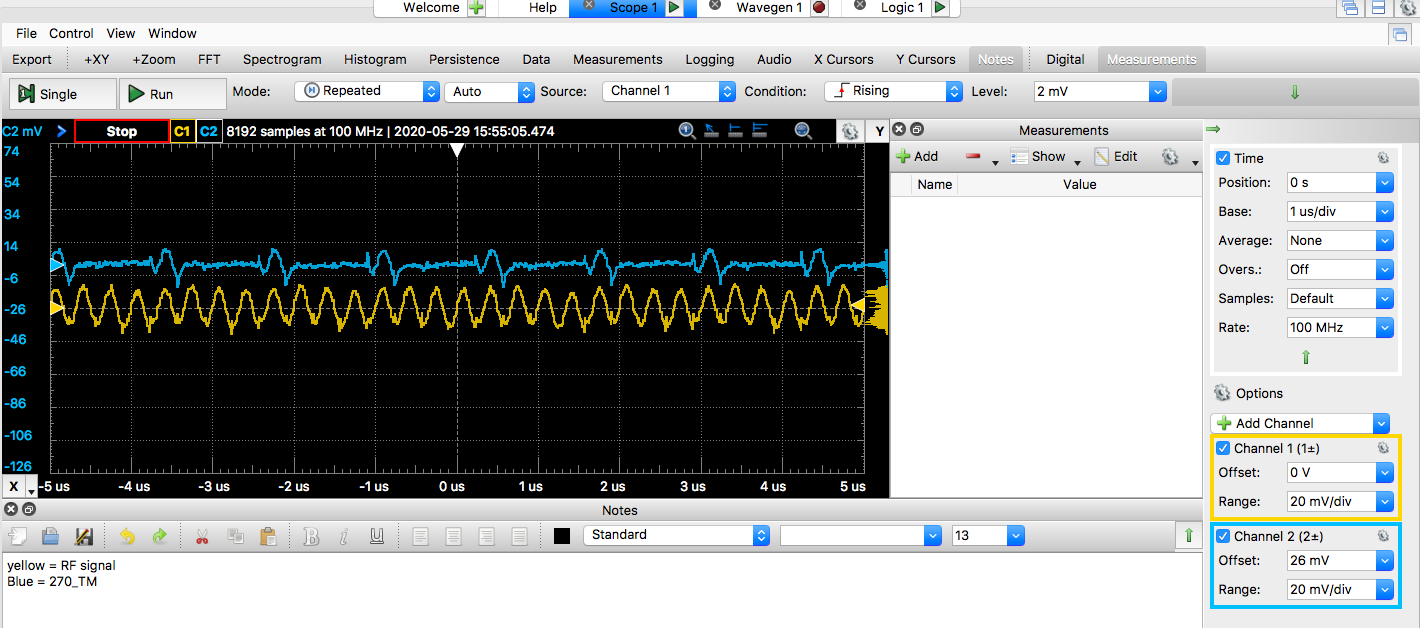 Welcome Help Scope 1 Wavegen 1 Logic 1
File Control View Window
Export +XY +Zoom FFT Spectrogram Histogram Persistence Data Measurements Logging Audio X Cursors Y Cursors Notes Digital Measurements
Single Run Mode: Repeated Auto Source: Channel 1 Condition: Rising Level: 2 mV
C2 mV Stop C1 C2 8192 samples at 100 MHz | 2020-05-29 15:55:05.474 Y
74
54
34
14
-6
-26
-46
-66
-86
-106
-126
X -5 us -4 us -3 us -2 us -1 us 0 us 1 us 2 us 3 us 4 us 5 us
Measurements
Add Show Edit
Name Value
Time
Position: 0 s
Base: 1 us/div
Average: None
Overs.: Off
Samples: Default
Rate: 100 MHz
Options
Add Channel
Channel 1 (1±)
Offset: 0 V
Range: 20 mV/div
Channel 2 (2±)
Offset: 26 mV
Range: 20 mV/div
Notes
B i U Standard 13
yellow = RF signal
Blue = 270_TM